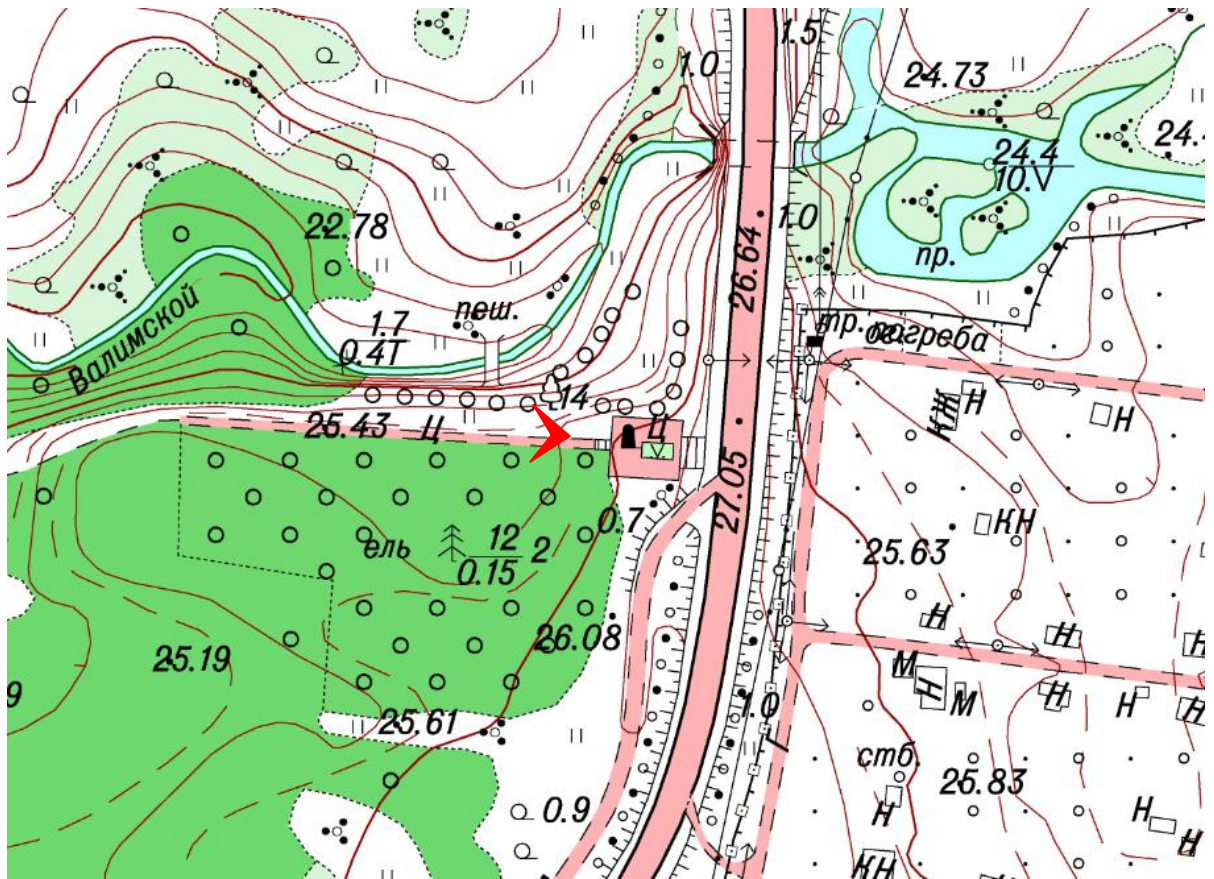 1.5
1.0
24.73
24.4
24.4
10.V
22.78
1.0
пр.
26.64
Валимской
1.7
0.4Т
пеш.
тр.
погреба
14
КЖ
Н
Н
25.43
Ц
Ц
27.05
0.7
КН
ель
12
0.15
2
25.63
26.08
Н
Н
Н
25.19
М
Н
М
Н
Н
Н
9
25.61
1.0
Г
стб.
25.83
Н
Н
Н
0.9
КН
Н